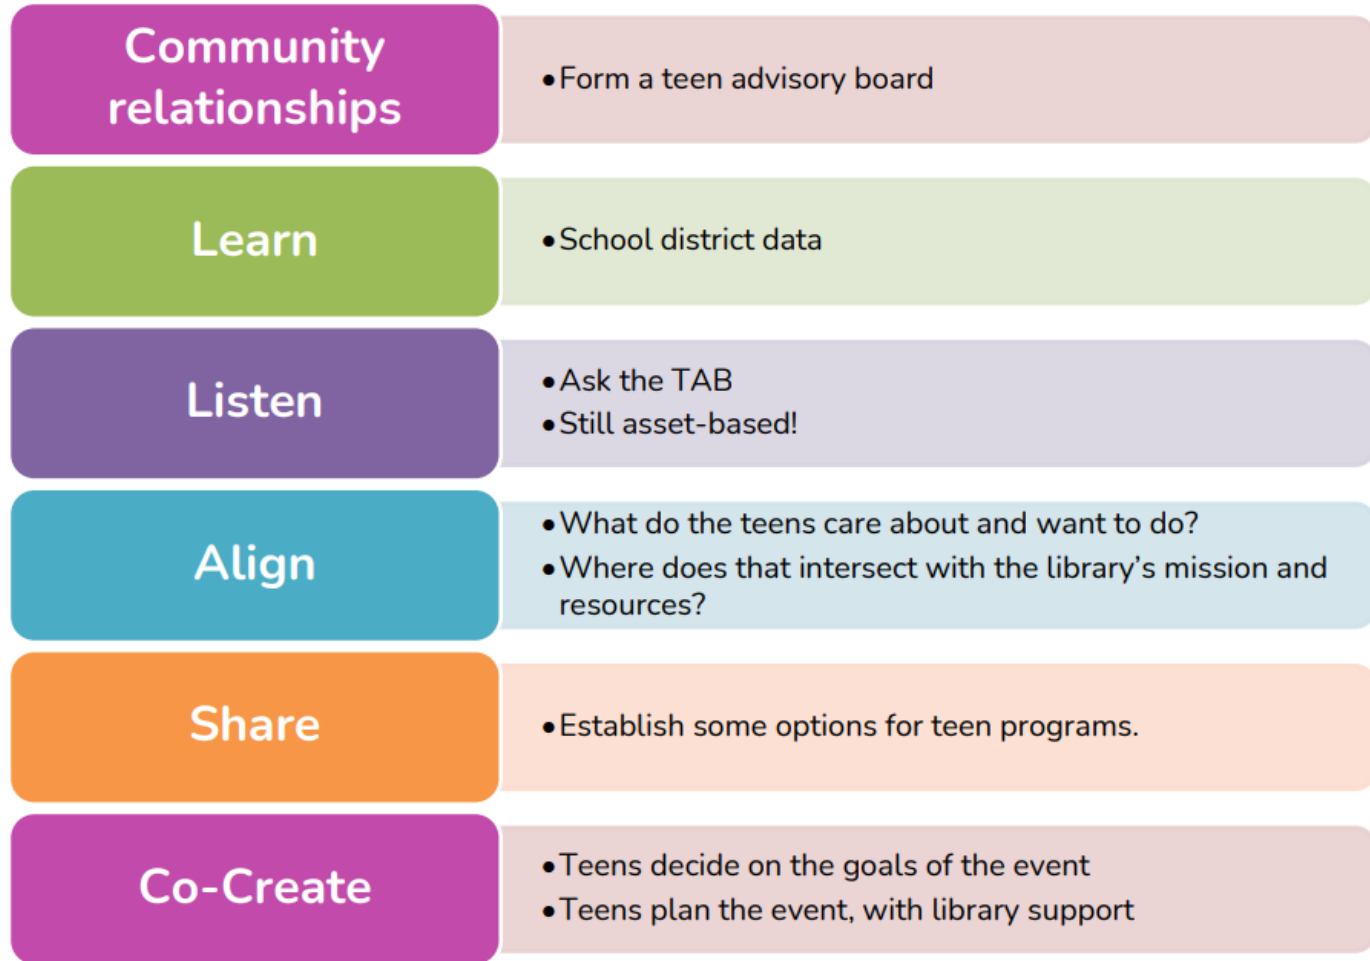 Community
relationships
•Form a teen advisory board
Learn
•School district data
Listen
•Ask the TAB
•Still asset-based!
Align
•What do the teens care about and want to do?
•Where does that intersect with the library’s mission and
resources?
Share
•Establish some options for teen programs.
Co-Create
•Teens decide on the goals of the event
•Teens plan the event, with library support